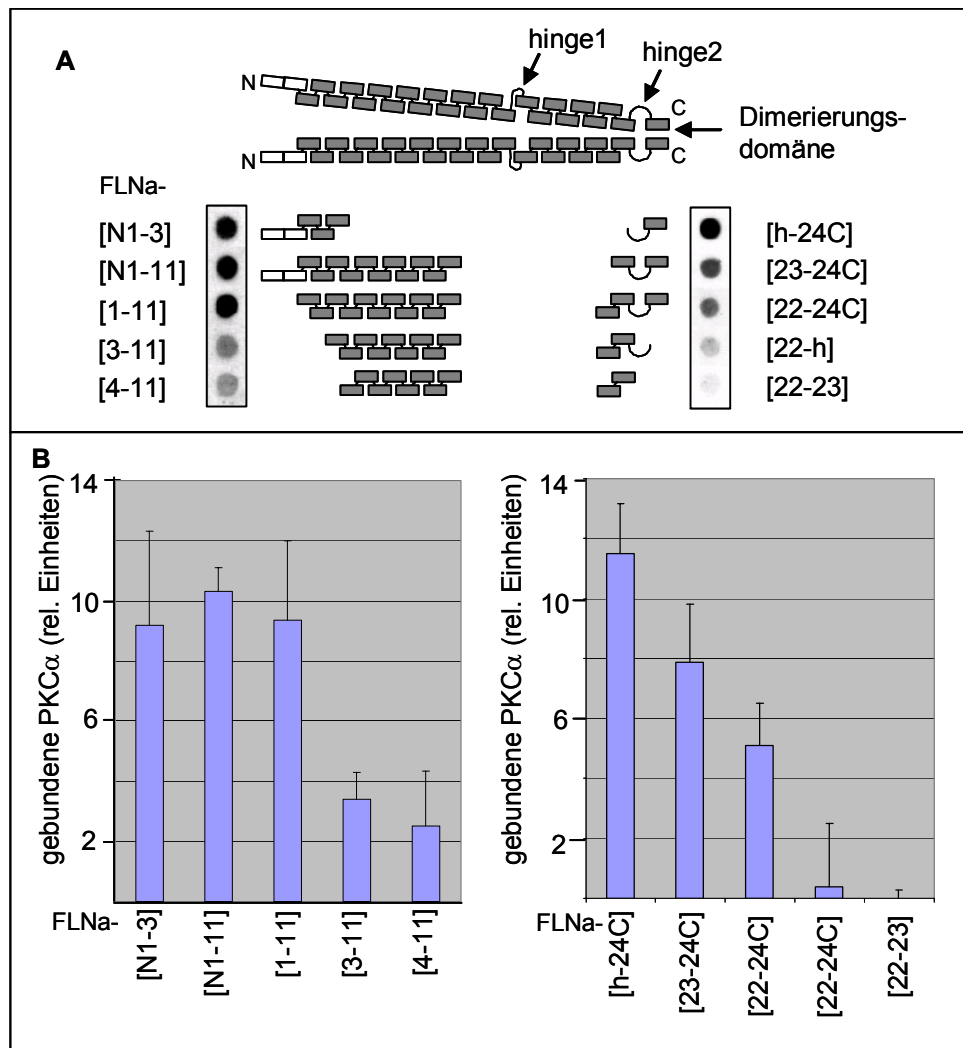 A
hinge1
hinge2
N
C
Dimerierungs-
domäne
N
C
FLNa-
[N1-3]
[N1-11]
[1-11]
[3-11]
[4-11]
[h-24C]
[23-24C]
[22-24C]
[22-h]
[22-23]
B
gebundene PKCα (rel. Einheiten)
14
10
6
2
FLNa-
[N1-3]
[N1-11]
[1-11]
[3-11]
[4-11]
gebundene PKCα (rel. Einheiten)
14
10
6
2
FLNa-
[h-24C]
[23-24C]
[22-24C]
[22-24C]
[22-23]